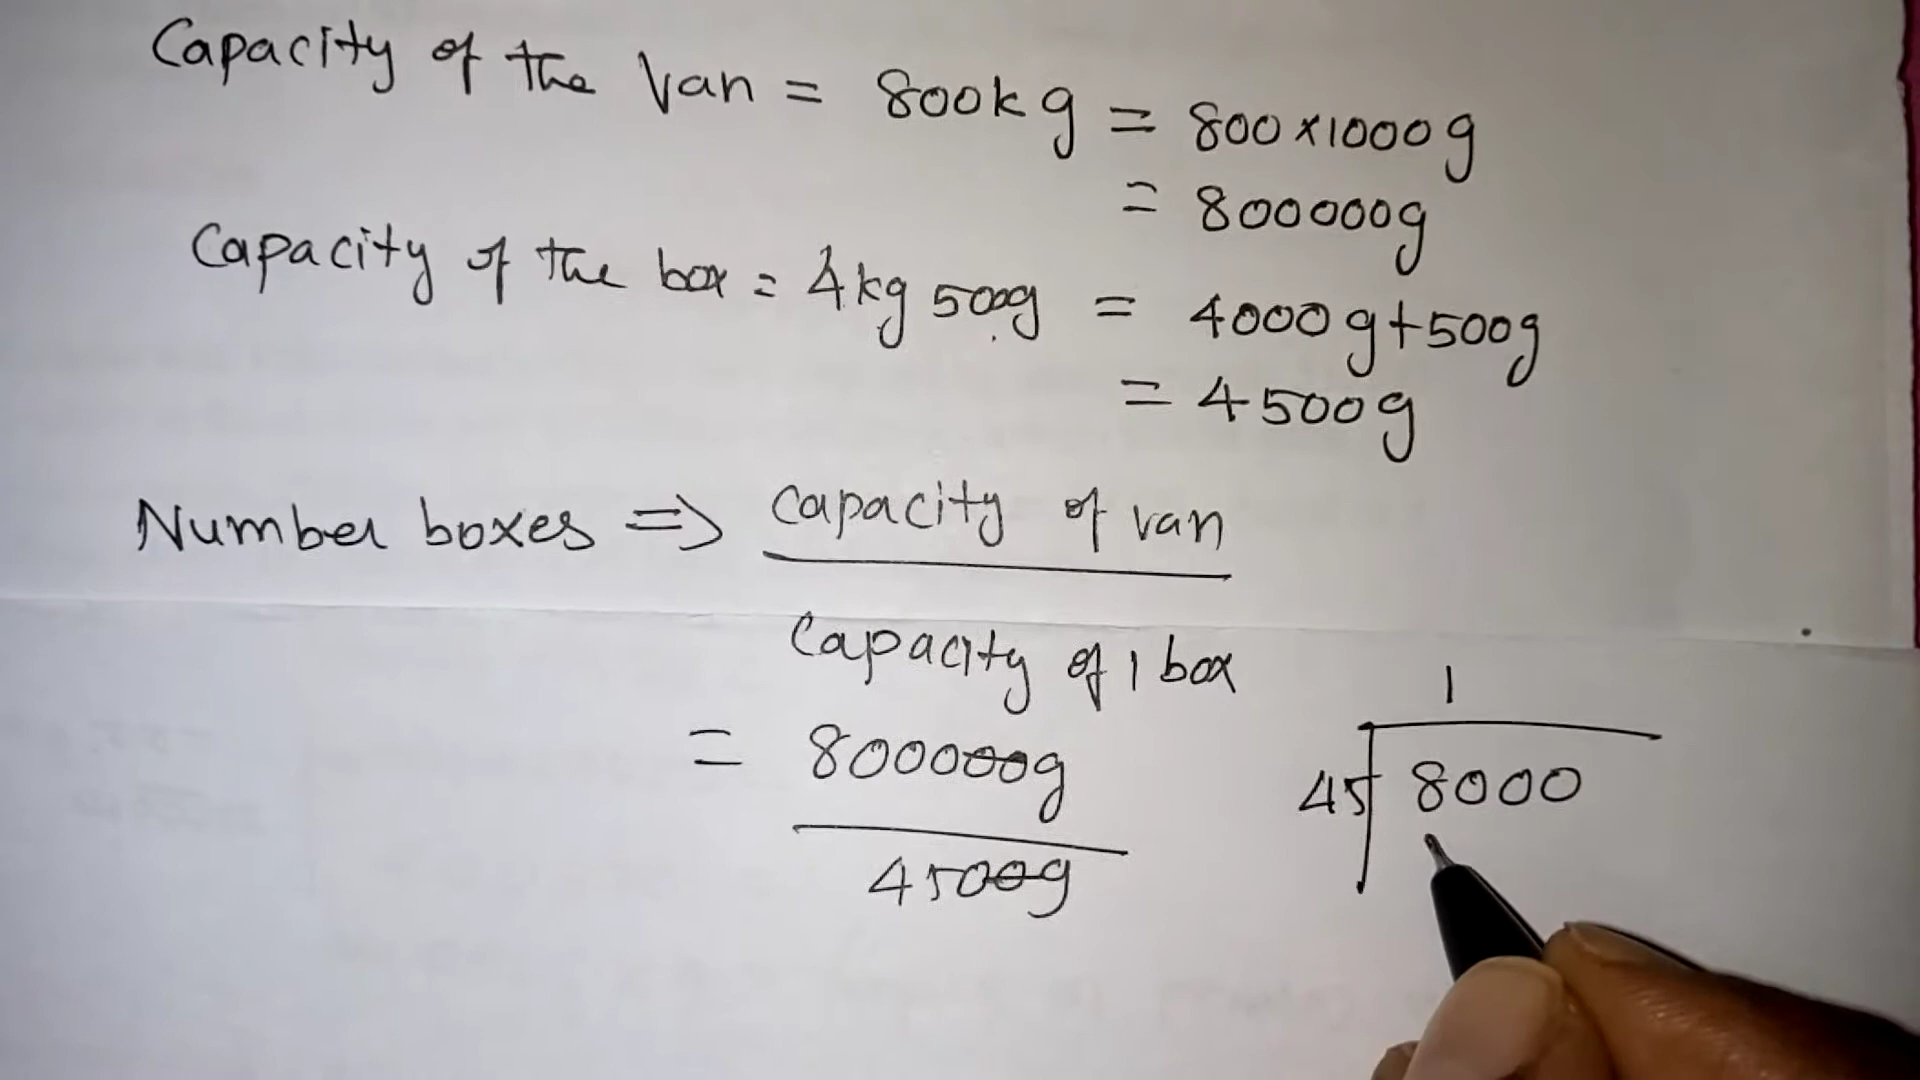 Capacity of the Van = 800kg = 800×1000g
= 800000g
Capacity of the box = 4kg 500g = 4000g+500g
= 4500g
Number boxes => Capacity of van
Capacity of 1 box
= 800000g
4500g
1
45 8000